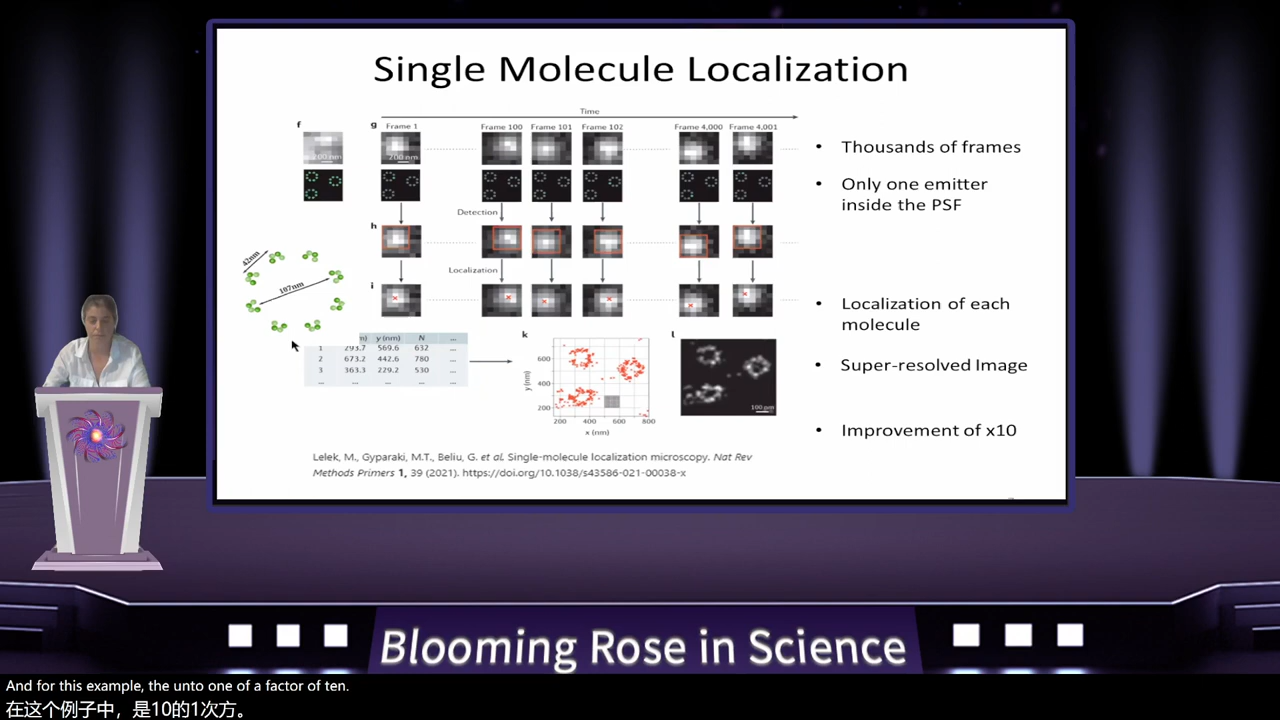 Single Molecule Localization
Time
f
g
Frame 1
Frame 100
Frame 101
Frame 102
Frame 4,000
Frame 4,001
200 nm
200 nm
Detection
h
Localization
i
42nm
107nm
y (nm) N ...
1 293.7 569.6 632
2 673.2 442.6 780 ...
3 363.3 229.2 530 ...
... ... ... ...
k
y (nm)
600
400
200
200 400 600 800
x (nm)
l
100 nm
• Thousands of frames
• Only one emitter
inside the PSF
• Localization of each
molecule
• Super-resolved Image
• Improvement of x10
Lelek, M., Gyparaki, M.T., Beliu, G. et al. Single-molecule localization microscopy. Nat Rev
Methods Primers 1, 39 (2021). https://doi.org/10.1038/s43586-021-00038-x
Blooming Rose in Science
And for this example, the unto one of a factor of ten.
在这个例子中，是10的1次方。